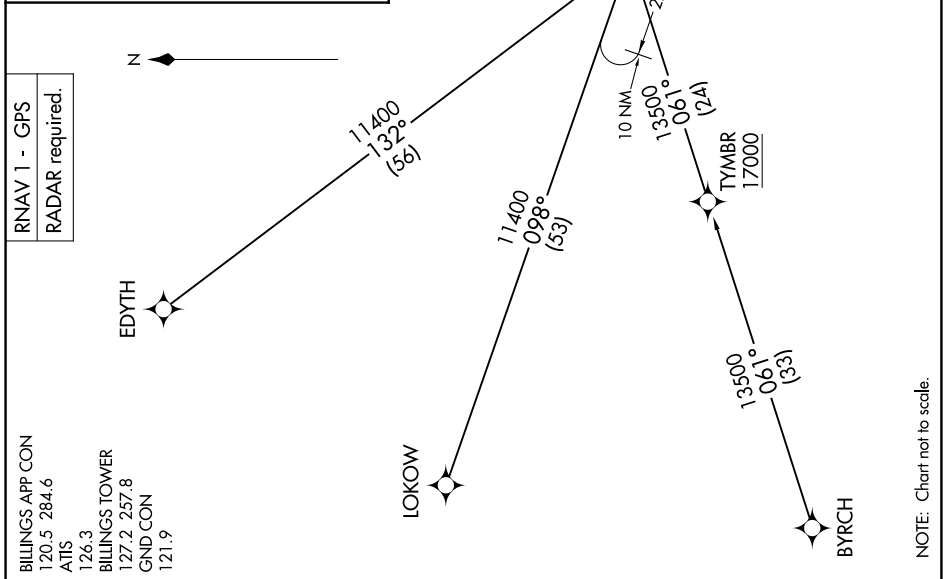 BILLINGS APP CON
120.5 284.6
ATIS
126.3
BILLINGS TOWER
127.2 257.8
GND CON
121.9
RNAV 1 - GPS
RADAR required.
N
EDYTH
11400
132°
(56)
LOKOW
11400
098°
(53)
10 NM
13500
061°
(24)
TYMBR
17000
13500
061°
(33)
BYRCH
NOTE: Chart not to scale.